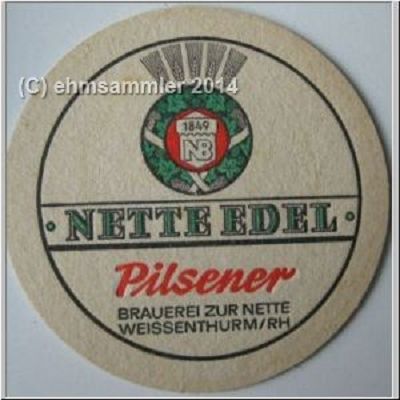 (C) ehmsammler 2014
1849
NB
· NETTE EDEL ·
Pilsener
BRAUEREI ZUR NETTE
WEISSENTHURM/RH